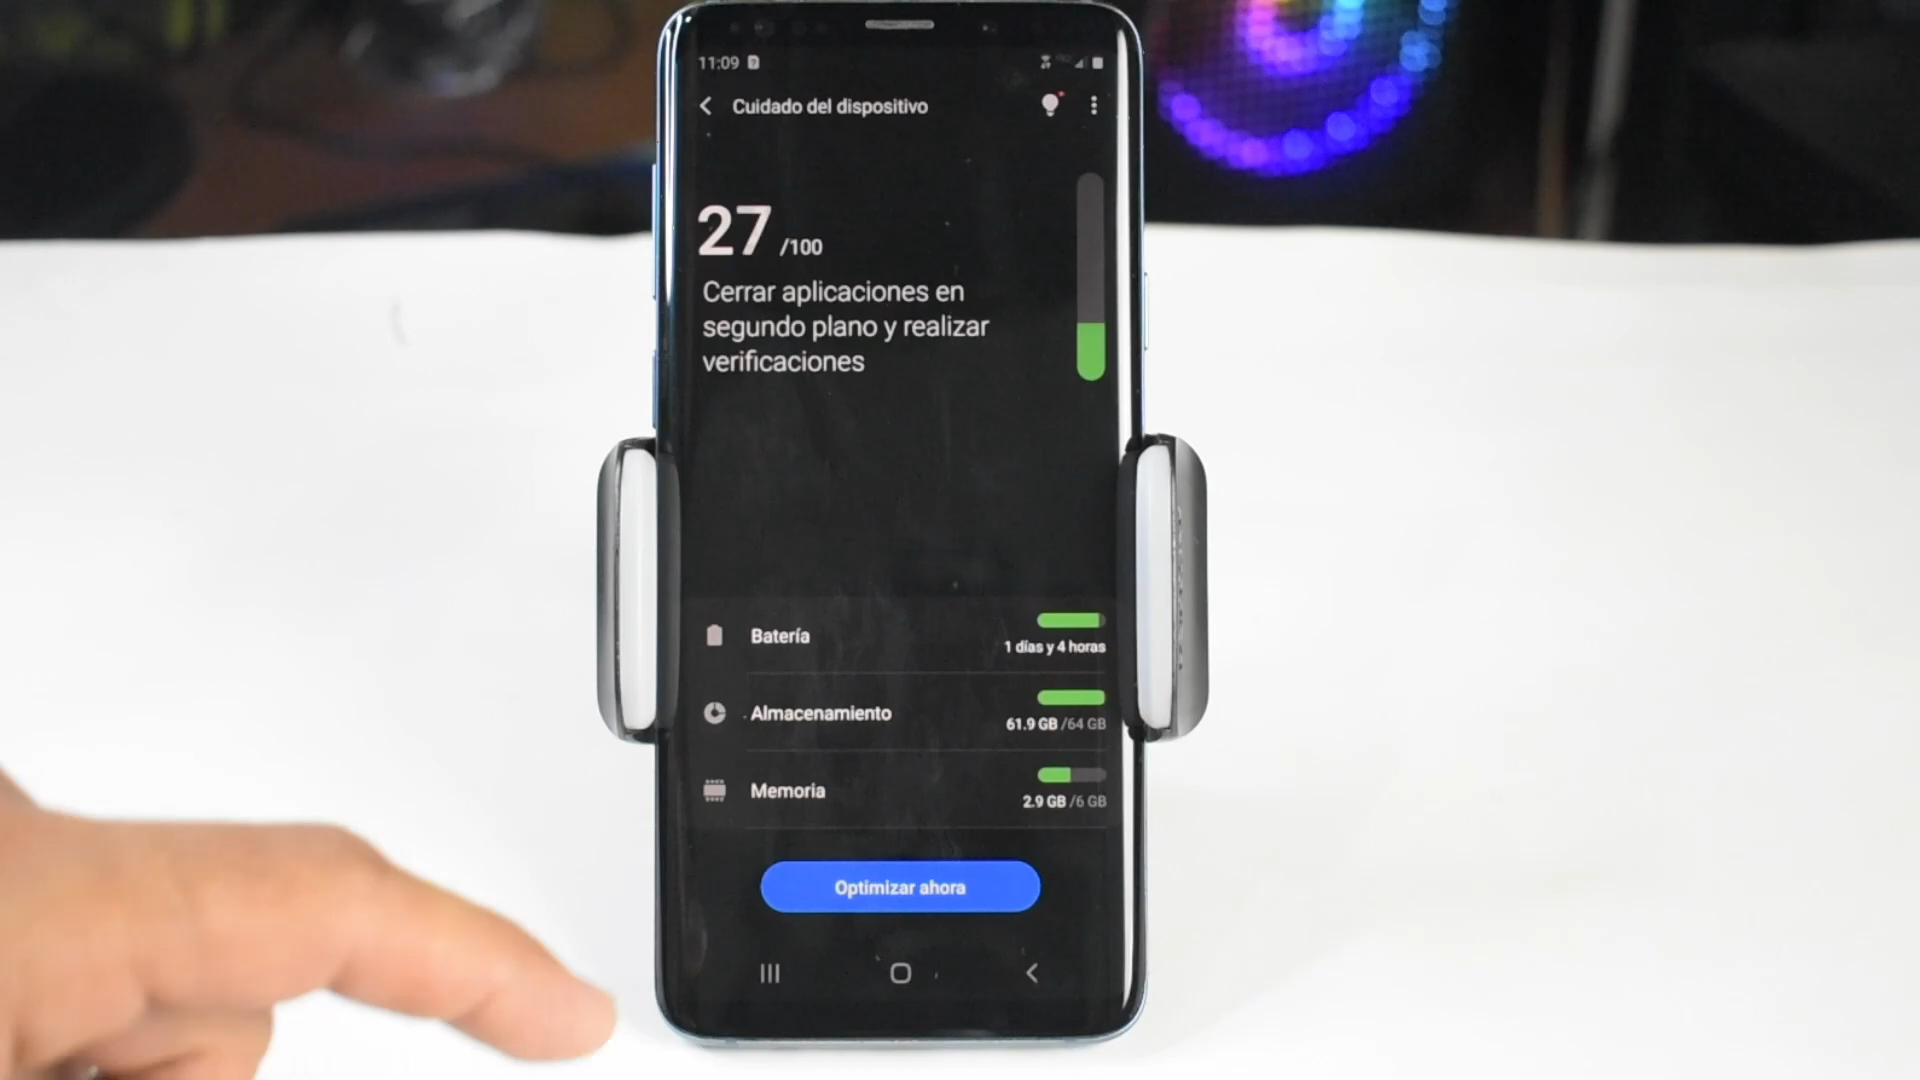 11:09
Cuidado del dispositivo
27 /100
Cerrar aplicaciones en
segundo plano y realizar
verificaciones
Batería
1 días y 4 horas
Almacenamiento
61.9 GB /64 GB
Memoria
2.9 GB /6 GB
Optimizar ahora